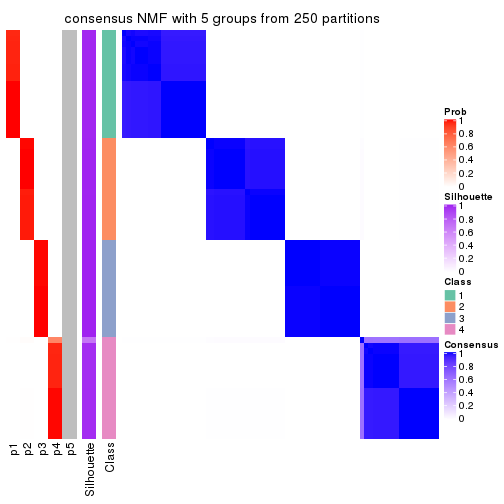 consensus NMF with 5 groups from 250 partitions
Prob
1
0.8
0.6
0.4
0.2
0
Silhouette
1
0.8
0.6
0.4
0.2
0
Class
1
2
3
4
Consensus
1
0.8
0.6
0.4
0.2
0
p1
p2
p3
p4
p5
Silhouette
Class